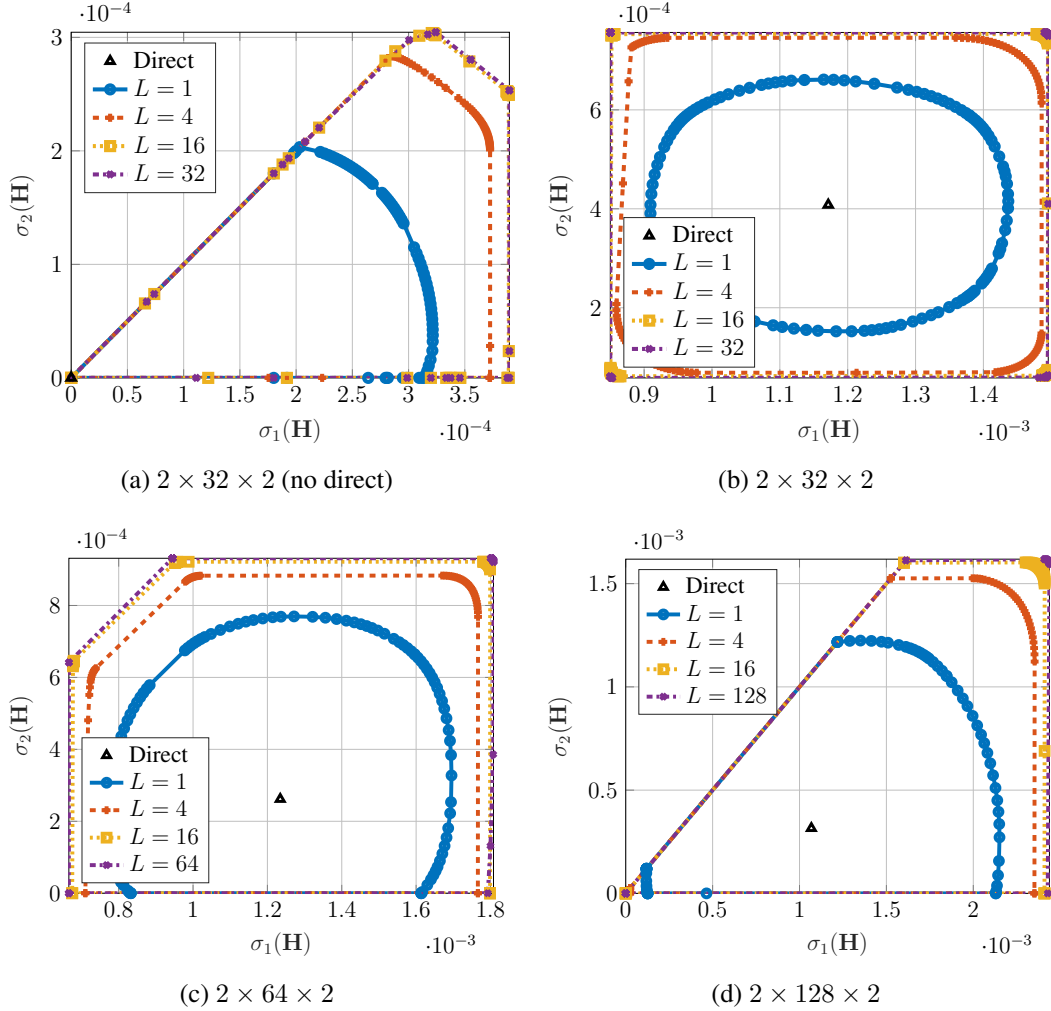 ·10⁻⁴
3
2
1
0
σ₂(H)
Direct
L = 1
L = 4
L = 16
L = 32
0 0.5 1 1.5 2 2.5 3 3.5
σ₁(H) ·10⁻⁴
(a) 2 × 32 × 2 (no direct)
·10⁻⁴
6
4
2
σ₂(H)
Direct
L = 1
L = 4
L = 16
L = 32
0.9 1 1.1 1.2 1.3 1.4
σ₁(H) ·10⁻³
(b) 2 × 32 × 2
·10⁻⁴
8
6
4
2
0
σ₂(H)
Direct
L = 1
L = 4
L = 16
L = 64
0.8 1 1.2 1.4 1.6 1.8
σ₁(H) ·10⁻³
(c) 2 × 64 × 2
·10⁻³
1.5
1
0.5
0
σ₂(H)
Direct
L = 1
L = 4
L = 16
L = 128
0 0.5 1 1.5 2
σ₁(H) ·10⁻³
(d) 2 × 128 × 2